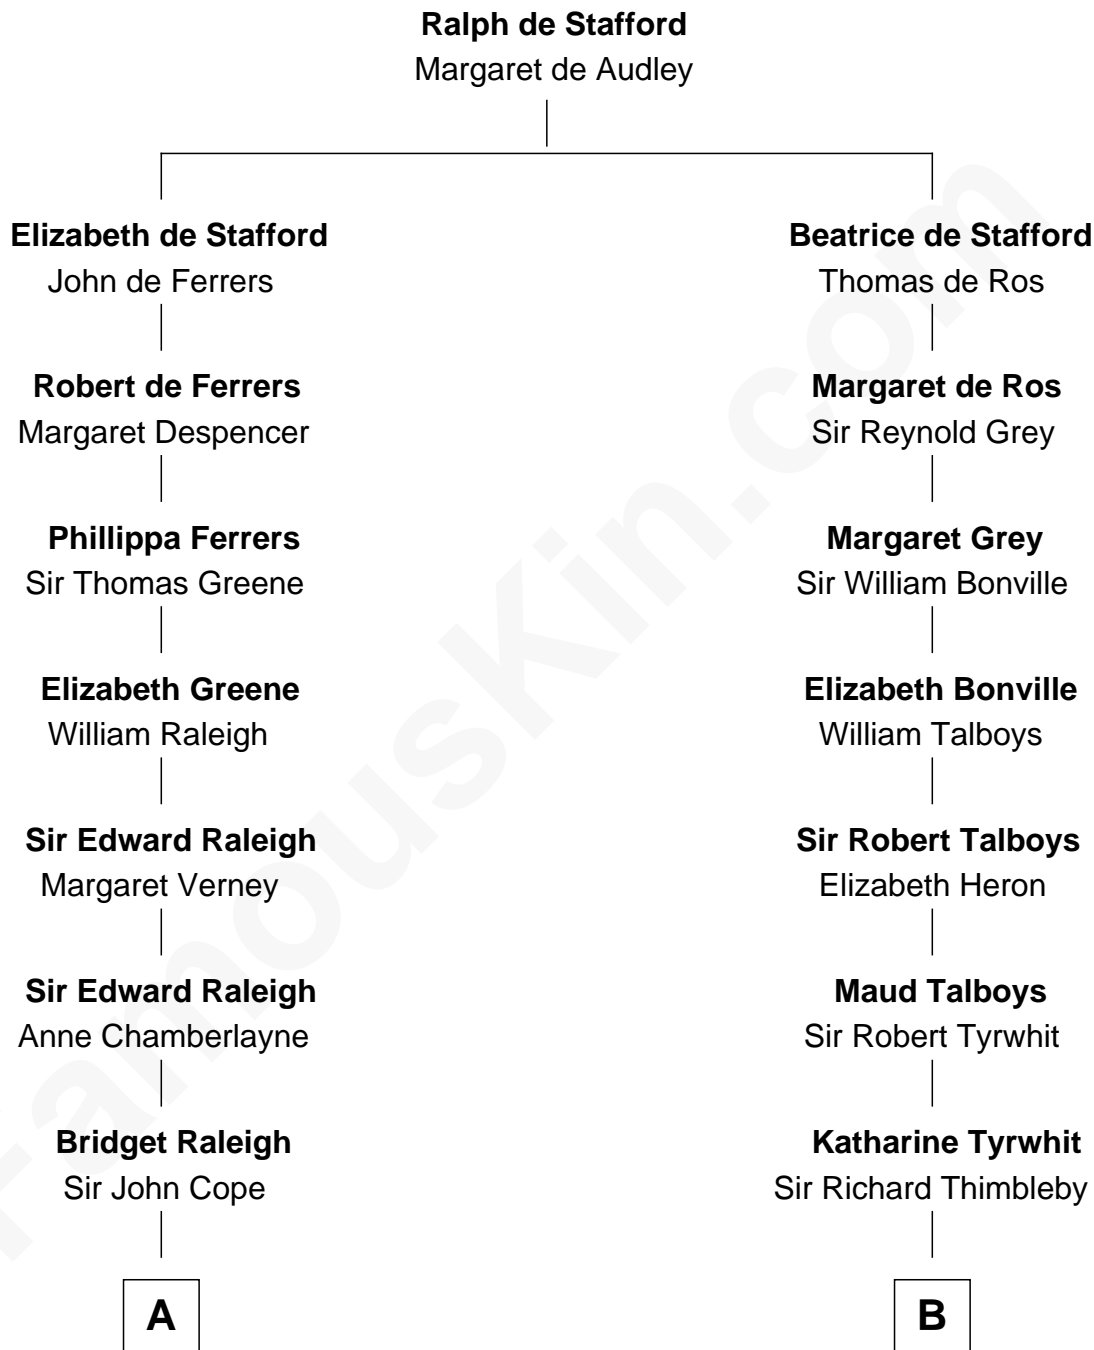 Ralph de Stafford
Margaret de Audley
Elizabeth de Stafford
John de Ferrers
Beatrice de Stafford
Thomas de Ros
Robert de Ferrers
Margaret Despencer
Margaret de Ros
Sir Reynold Grey
Phillippa Ferrers
Sir Thomas Greene
Margaret Grey
Sir William Bonville
Elizabeth Greene
William Raleigh
Elizabeth Bonville
William Talboys
Sir Edward Raleigh
Margaret Verney
Sir Robert Talboys
Elizabeth Heron
Sir Edward Raleigh
Anne Chamberlayne
Maud Talboys
Sir Robert Tyrwhit
Bridget Raleigh
Sir John Cope
Katharine Tyrwhit
Sir Richard Thimbleby
A
B
FamousKin.com